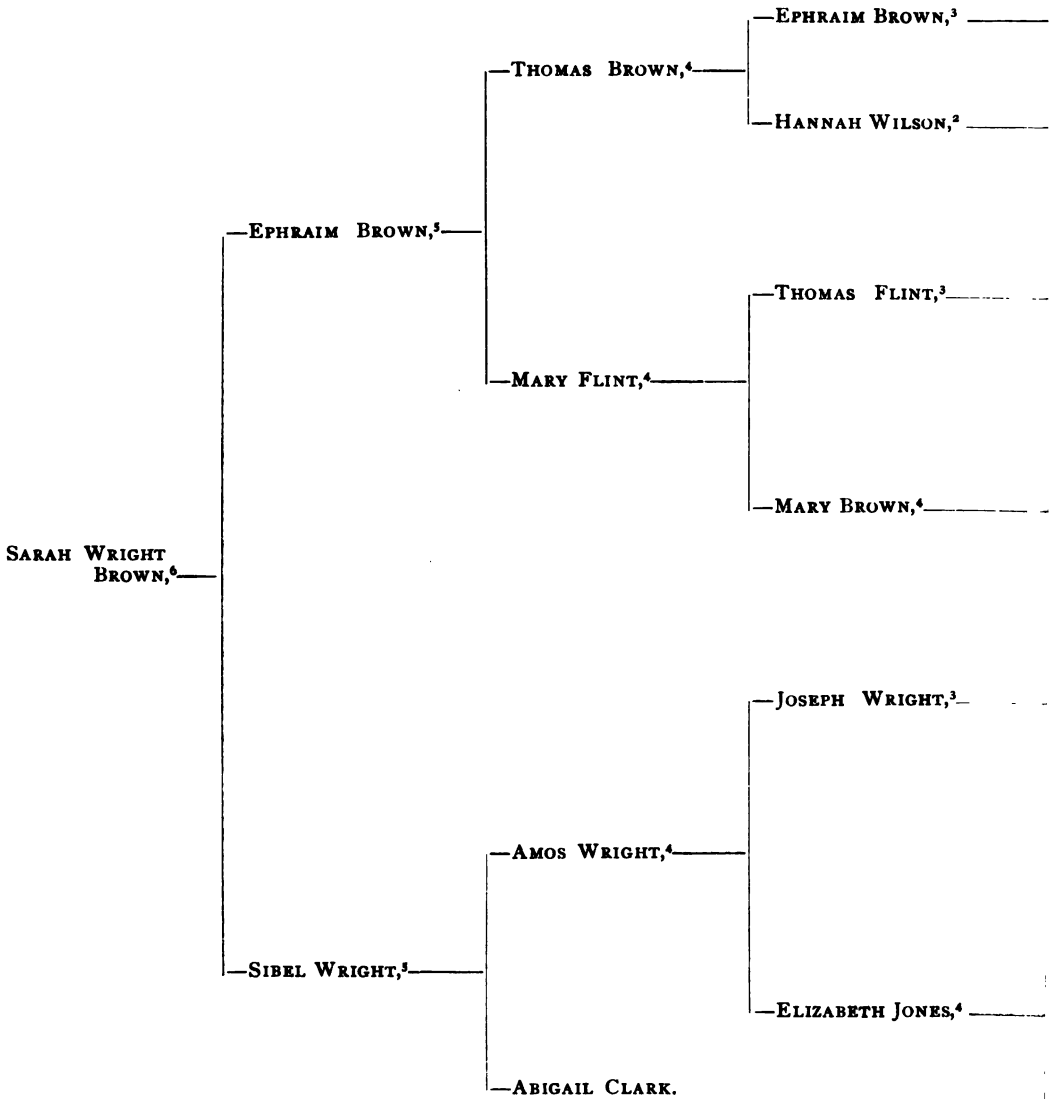 —EPHRAIM BROWN,³
—THOMAS BROWN,⁴
—HANNAH WILSON,²
—EPHRAIM BROWN,⁵
—THOMAS FLINT,³
—MARY FLINT,⁴
—MARY BROWN,⁴
SARAH WRIGHT
BROWN,⁶
—JOSEPH WRIGHT,³
—AMOS WRIGHT,⁴
—SIBEL WRIGHT,⁵
—ELIZABETH JONES,⁴
—ABIGAIL CLARK.